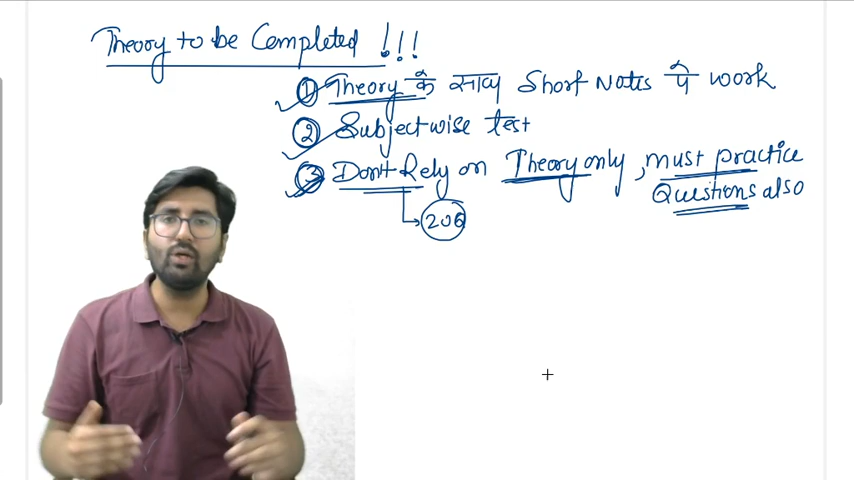 Theory to be Completed !!!
① Theory के साथ Short Notes पे work
② Subjectwise test
③ Don't Rely on Theory only, must practice
Questions also
200